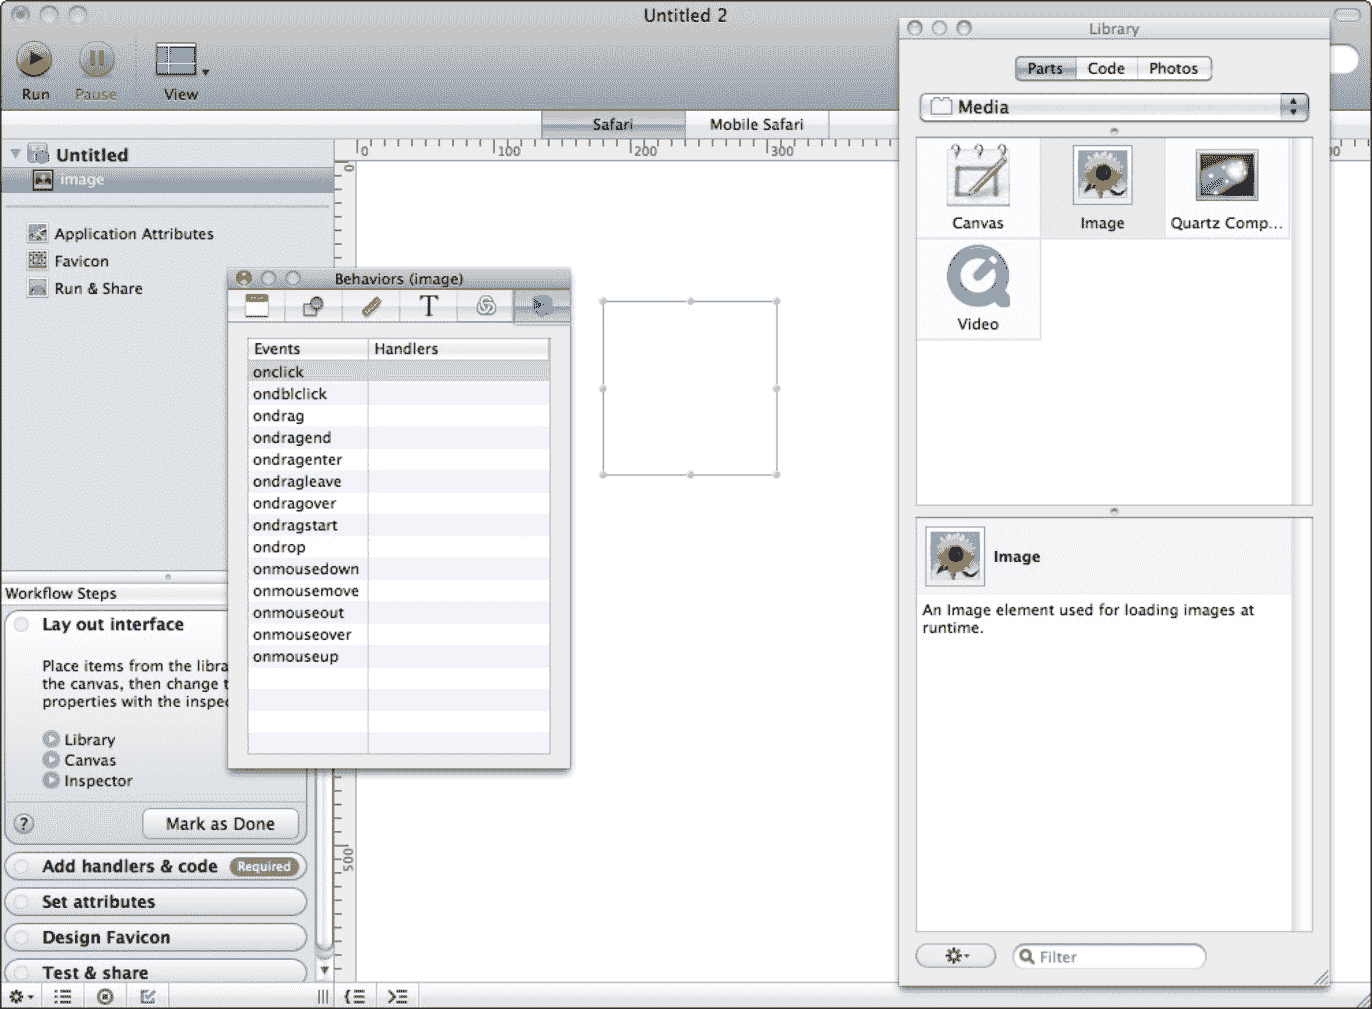 Untitled 2
Run
Pause
View
Safari
Mobile Safari
Untitled
image
Application Attributes
Favicon
Run & Share
0
100
200
300
00
0
500
Behaviors (image)
T
Events Handlers
onclick
ondblclick
ondrag
ondragend
ondragenter
ondragleave
ondragover
ondragstart
ondrop
onmousedown
onmousemove
onmouseout
onmouseover
onmouseup
Workflow Steps
Lay out interface
Place items from the libra
the canvas, then change t
properties with the inspec
Library
Canvas
Inspector
?
Mark as Done
Add handlers & code Required
Set attributes
Design Favicon
Test & share
Library
Parts Code Photos
Media
Canvas
Image
Quartz Comp...
Video
Image
An Image element used for loading images at
runtime.
Filter